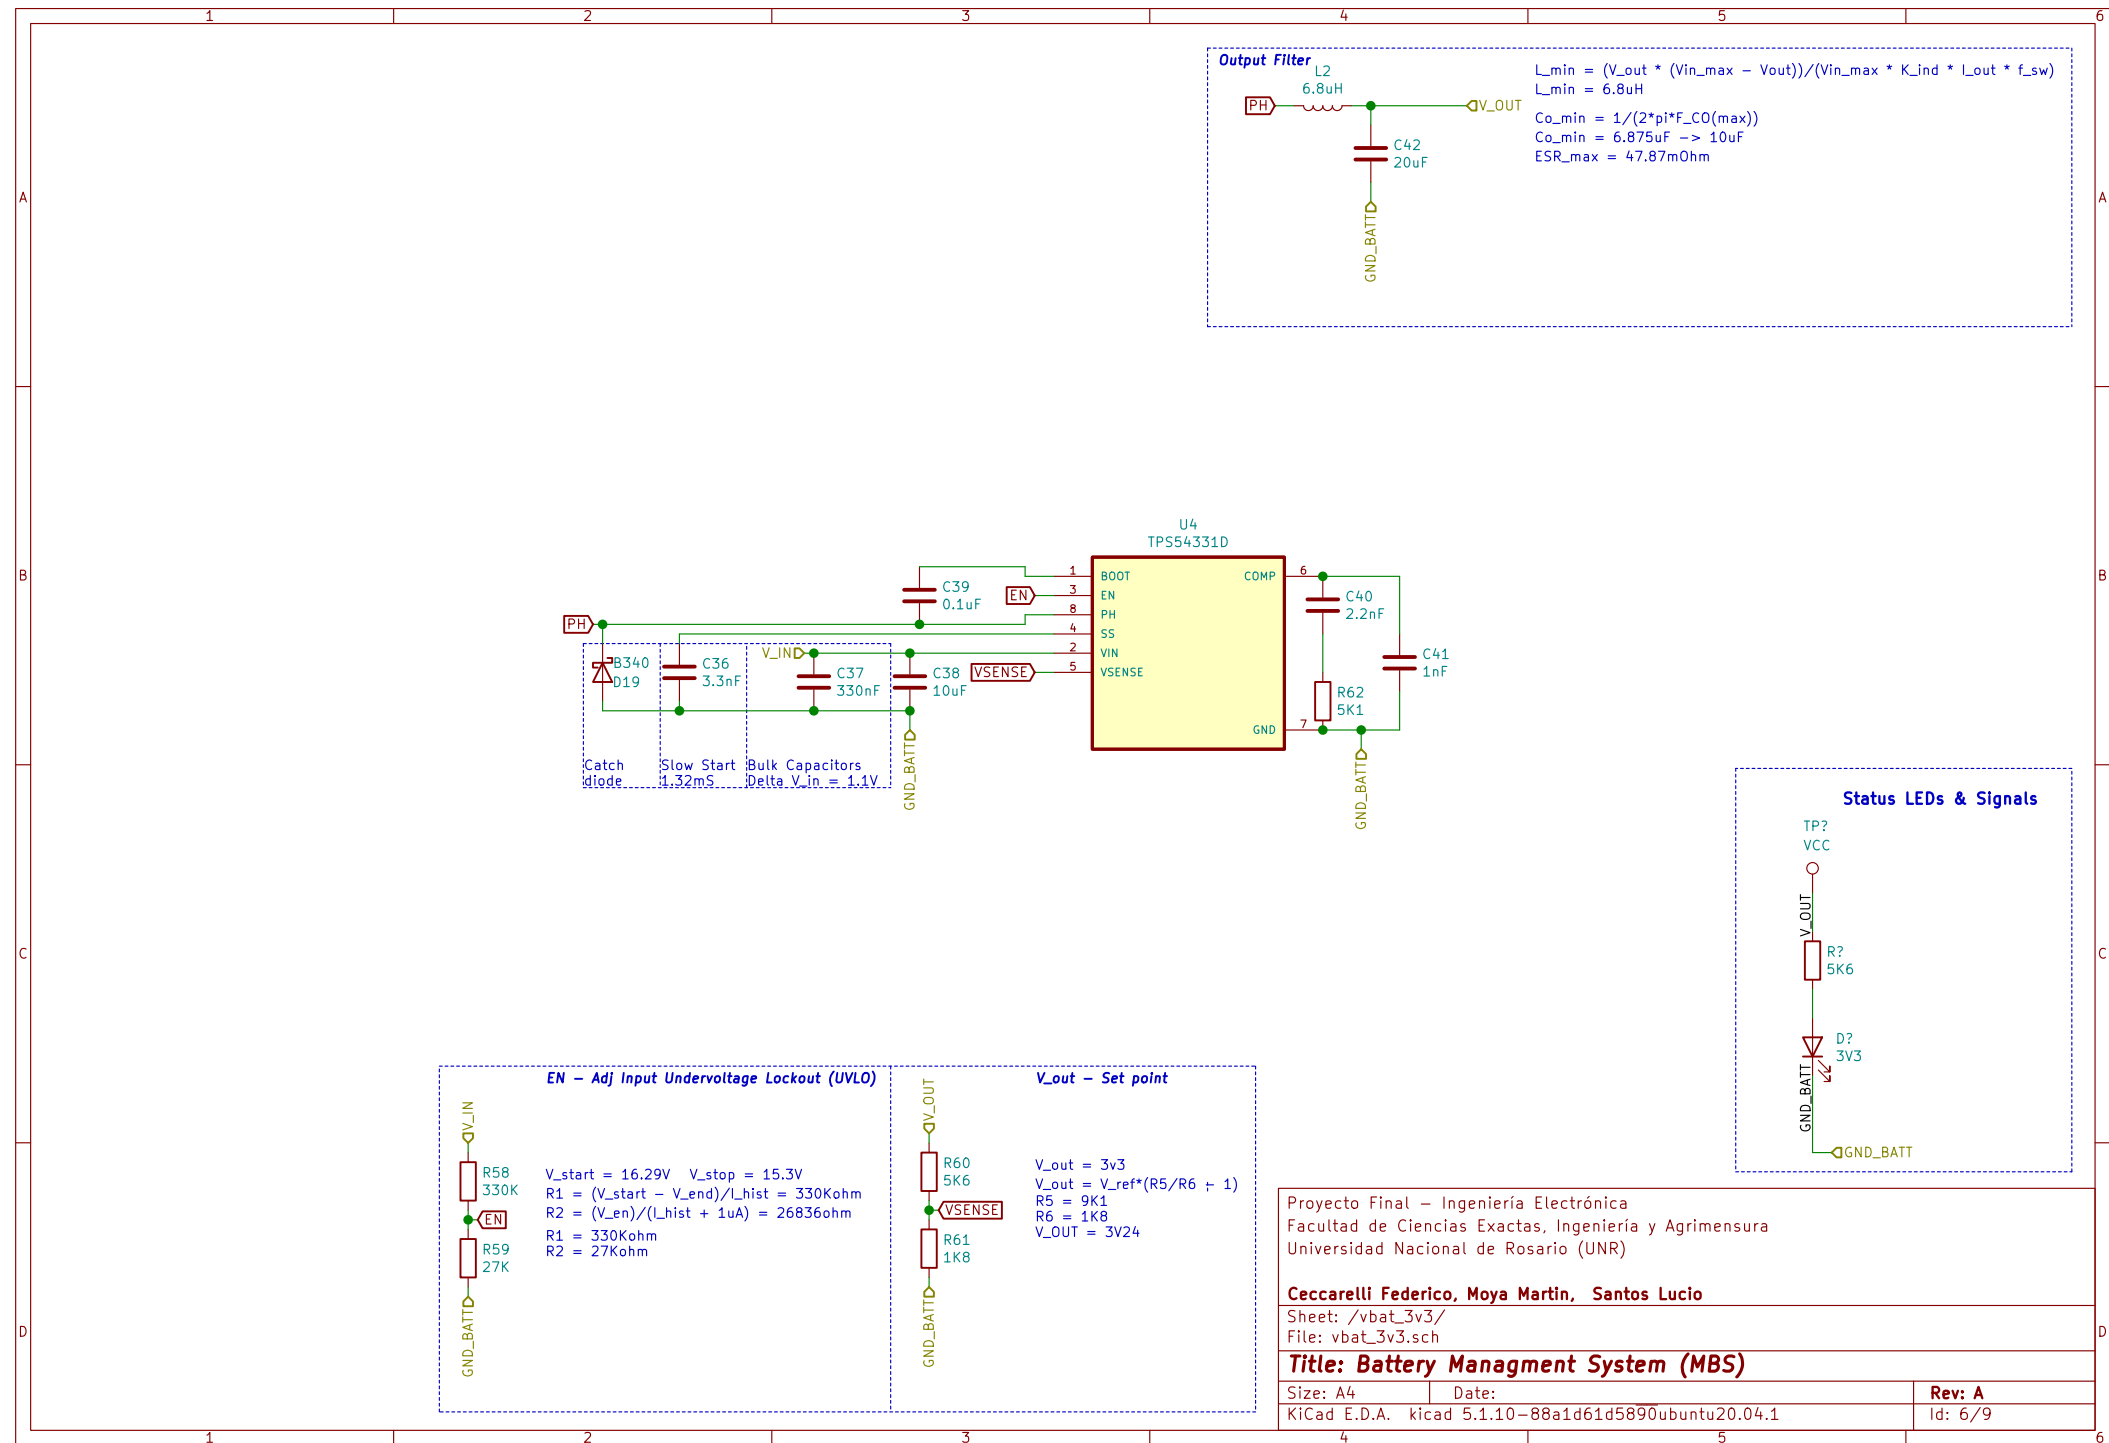 1 2 3 4 5 6
Output Filter
L2
6.8uH
PH
V_OUT
C42
20uF
GND_BATT
L_min = (V_out * (Vin_max − Vout))/(Vin_max * K_ind * I_out * f_sw)
L_min = 6.8uH
Co_min = 1/(2*pi*F_CO(max))
Co_min = 6.875uF −> 10uF
ESR_max = 47.87mOhm
A A
U4
TPS54331D
B B
1 BOOT
3 EN
8 PH
4 SS
2 VIN
5 VSENSE
COMP 6
GND 7
C39
0.1uF
EN
PH
B340
D19
C36
3.3nF
V_IN
C37
330nF
C38
10uF
VSENSE
C40
2.2nF
C41
1nF
R62
5K1
GND_BATT
GND_BATT
Catch
diode
Slow Start
1.32mS
Bulk Capacitors
Delta V_in = 1.1V
Status LEDs & Signals
TP?
VCC
V_OUT
R?
5K6
D?
3V3
GND_BATT
GND_BATT
C C
EN − Adj Input Undervoltage Lockout (UVLO)
V_IN
R58
330K
EN
R59
27K
GND_BATT
V_start = 16.29V V_stop = 15.3V
R1 = (V_start − V_end)/I_hist = 330Kohm
R2 = (V_en)/(I_hist + 1uA) = 26836ohm
R1 = 330Kohm
R2 = 27Kohm
V_out − Set point
V_OUT
R60
5K6
VSENSE
R61
1K8
GND_BATT
V_out = 3v3
V_out = V_ref*(R5/R6 − 1)
R5 = 9K1
R6 = 1K8
V_OUT = 3V24
D D
Proyecto Final − Ingeniería Electrónica
Facultad de Ciencias Exactas, Ingeniería y Agrimensura
Universidad Nacional de Rosario (UNR)
Ceccarelli Federico, Moya Martin, Santos Lucio
Sheet: /vbat_3v3/
File: vbat_3v3.sch
Title: Battery Managment System (MBS)
Size: A4 Date: Rev: A
KiCad E.D.A. kicad 5.1.10−88a1d61d5890ubuntu20.04.1 Id: 6/9
1 2 3 4 5 6